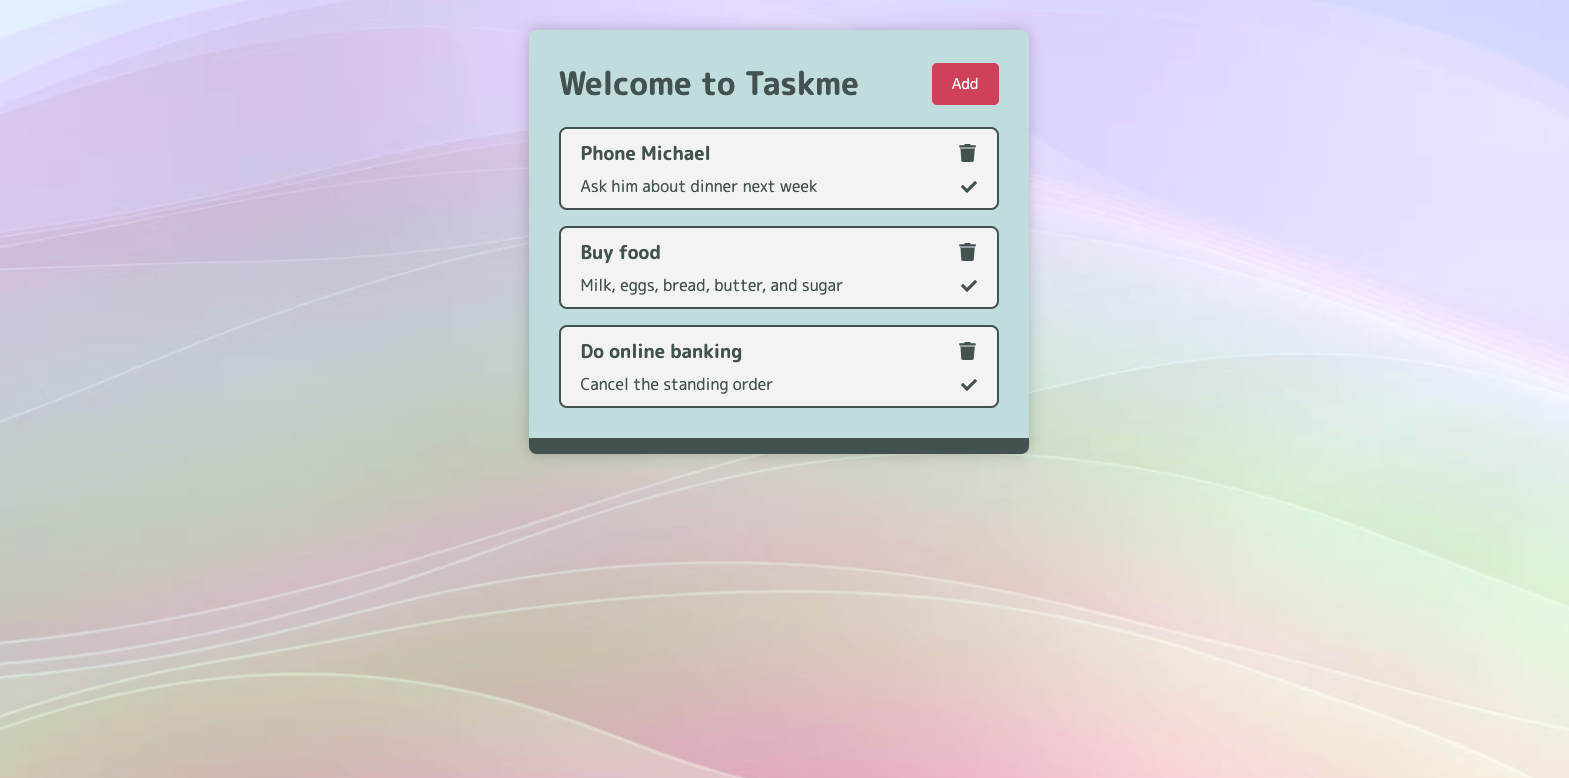 Welcome to Taskme
Add
Phone Michael
Ask him about dinner next week
Buy food
Milk, eggs, bread, butter, and sugar
Do online banking
Cancel the standing order